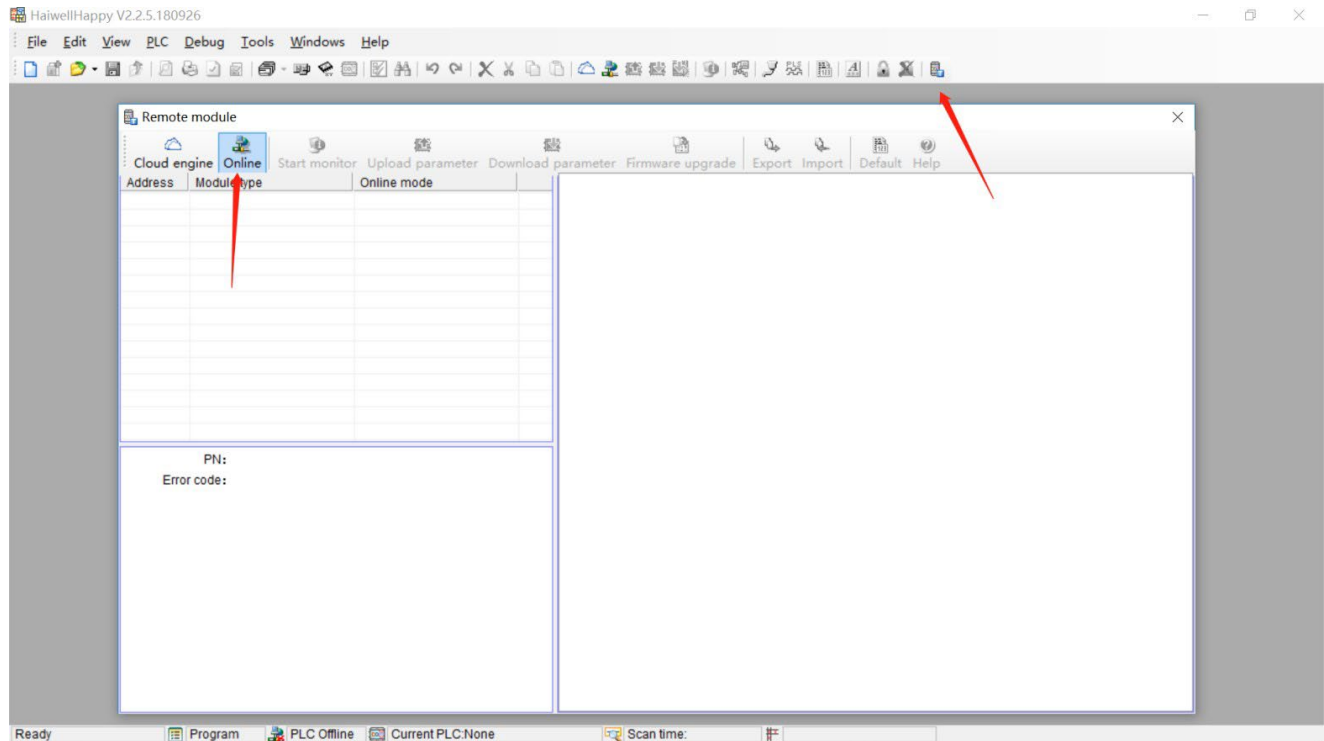 HaiwellHappy V2.2.5.180926
File Edit View PLC Debug Tools Windows Help
Remote module
Cloud engine Online Start monitor Upload parameter Download parameter Firmware upgrade Export Import Default Help
Address Module type Online mode
PN:
Error code:
Ready Program PLC Offline Current PLC:None Scan time: